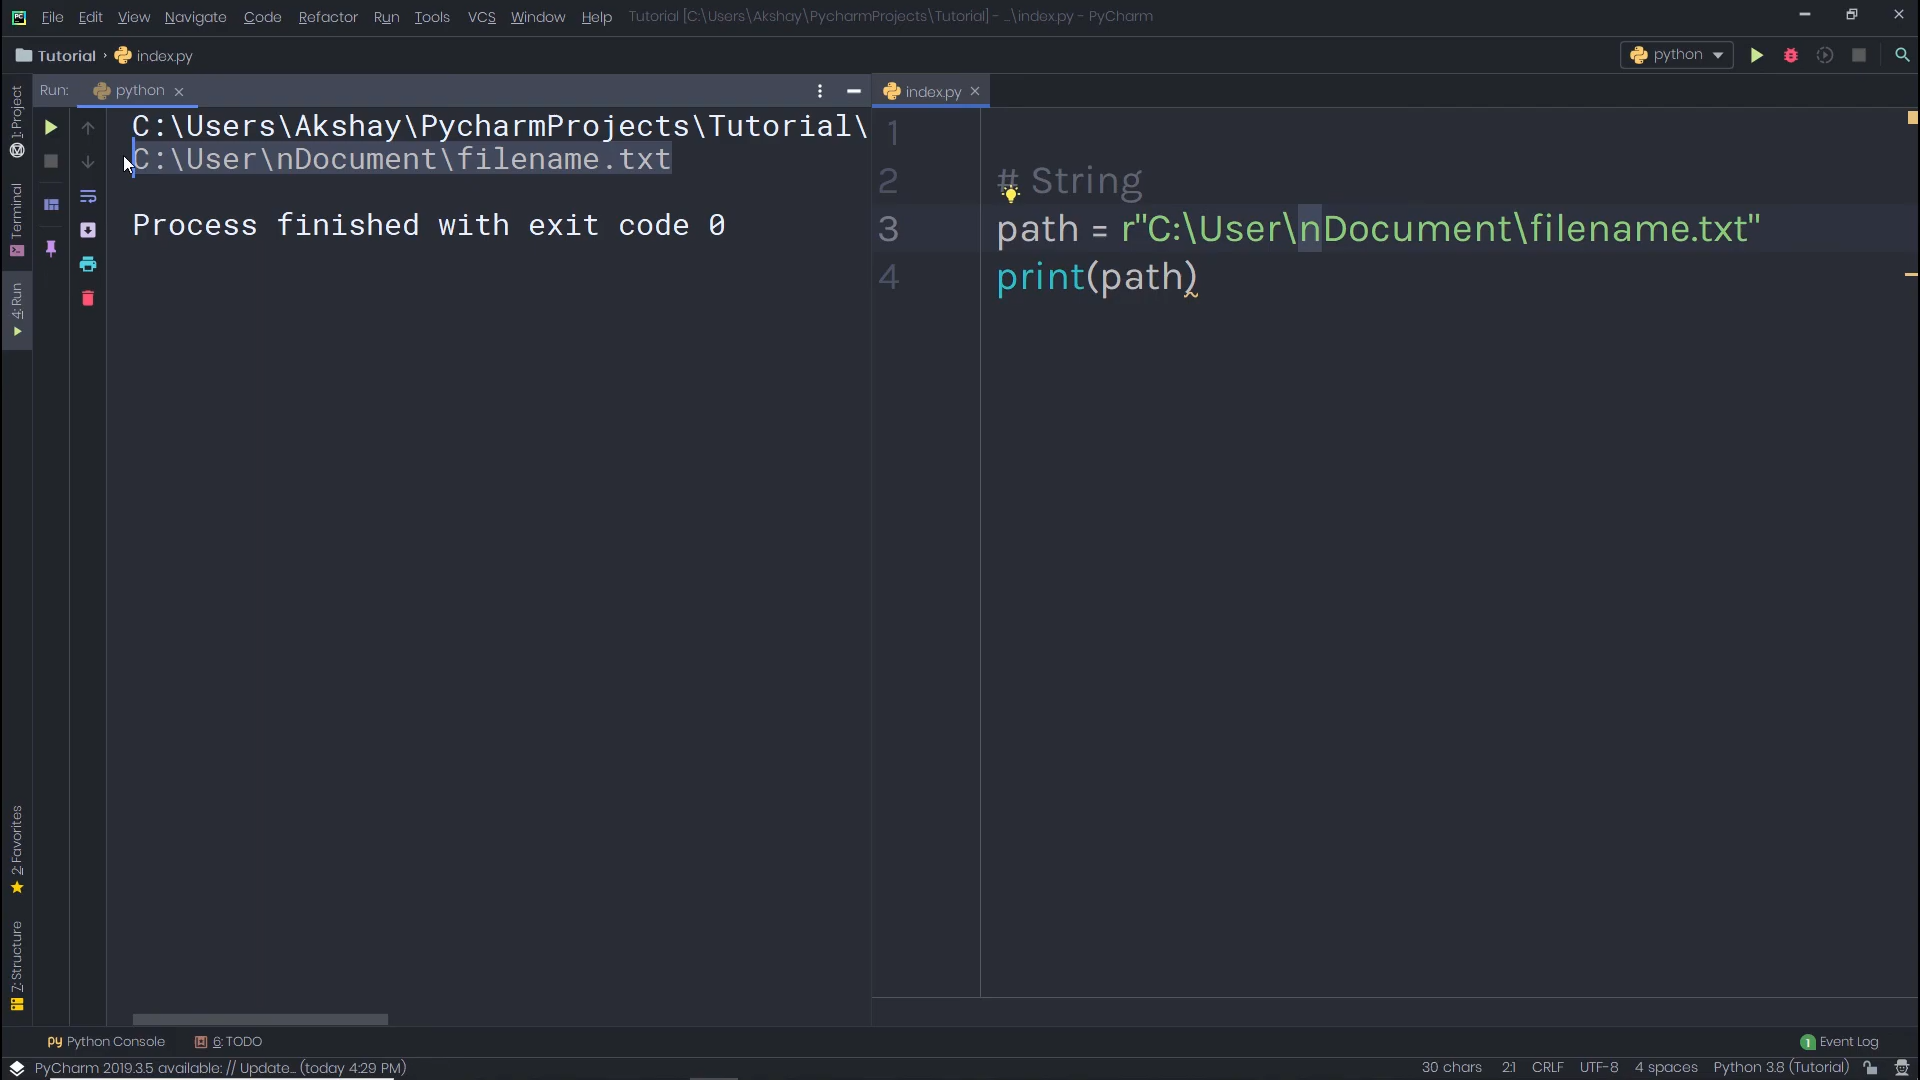 File Edit View Navigate Code Refactor Run Tools VCS Window Help Tutorial [C:\Users\Akshay\PycharmProjects\Tutorial] - ...\index.py - PyCharm
Tutorial index.py python
Run: python
index.py
1: Project
Terminal
4: Run
2: Favorites
7: Structure
C:\Users\Akshay\PycharmProjects\Tutorial\
C:\User\nDocument\filename.txt
Process finished with exit code 0
1
2 # String
3 path = r"C:\User\nDocument\filename.txt"
4 print(path)
Python Console 6: TODO 1 Event Log
PyCharm 2019.3.5 available: // Update... (today 4:29 PM) 30 chars 2:1 CRLF UTF-8 4 spaces Python 3.8 (Tutorial)